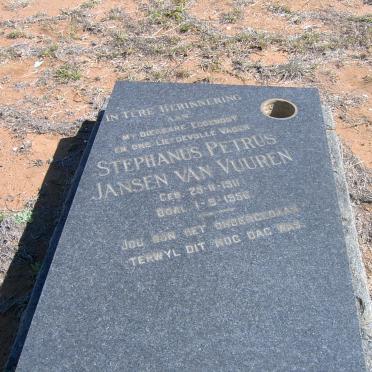 IN TERE HERINNERING
AAN
MY DIERBARE EGGENOOT
EN ONS LIEFDEVOLLE VADER
STEPHANUS PETRUS
JANSEN VAN VUUREN
GEB. 29-11-1911
OORL. 1-9-1956
JOU SON HET ONDERGEGAAN
TERWYL DIT NOG DAG WAS.